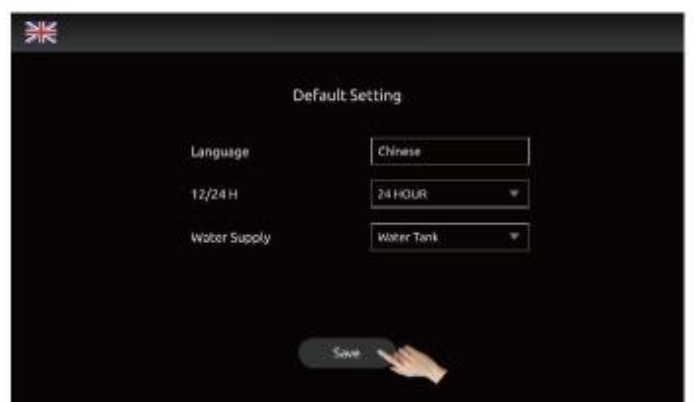 Default Setting
Language Chinese
12/24 H 24 HOUR
Water Supply Water Tank
Save